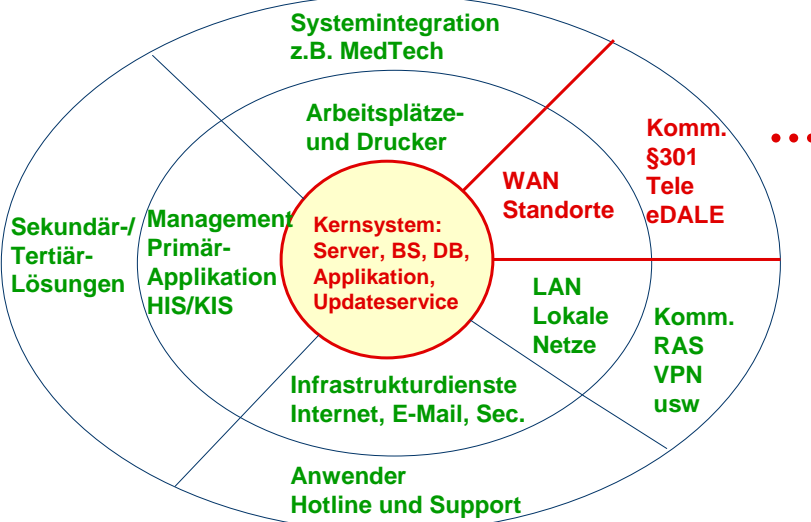 Systemintegration
z.B. MedTech
Arbeitsplätze-
und Drucker
Komm.
§301
Tele
eDALE
WAN
Standorte
Sekundär-/
Tertiär-
Lösungen
Management
Primär-
Applikation
HIS/KIS
Kernsystem:
Server, BS, DB,
Applikation,
Updateservice
LAN
Lokale
Netze
Komm.
RAS
VPN
usw
Infrastrukturdienste
Internet, E-Mail, Sec.
Anwender
Hotline und Support